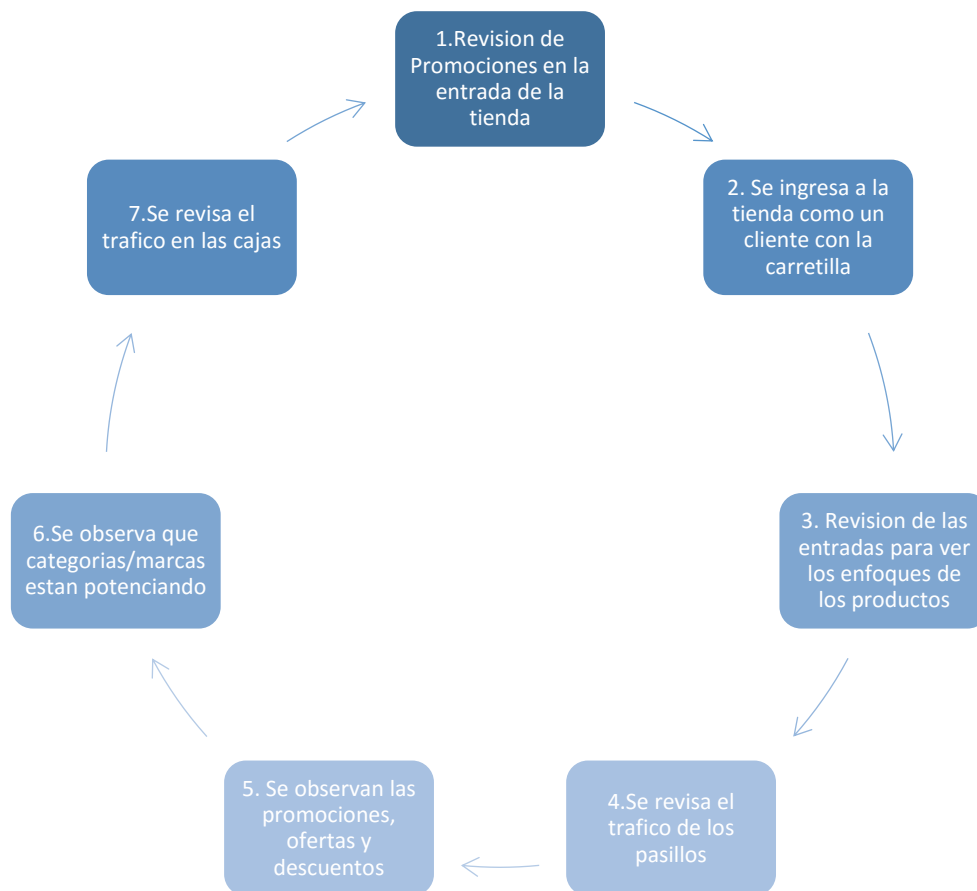 1.Revision de
Promociones en la
entrada de la
tienda
2. Se ingresa a la
tienda como un
cliente con la
carretilla
3. Revision de las
entradas para ver
los enfoques de
los productos
4.Se revisa el
trafico de los
pasillos
5. Se observan las
promociones,
ofertas y
descuentos
6.Se observa que
categorias/marcas
estan potenciando
7.Se revisa el
trafico en las cajas